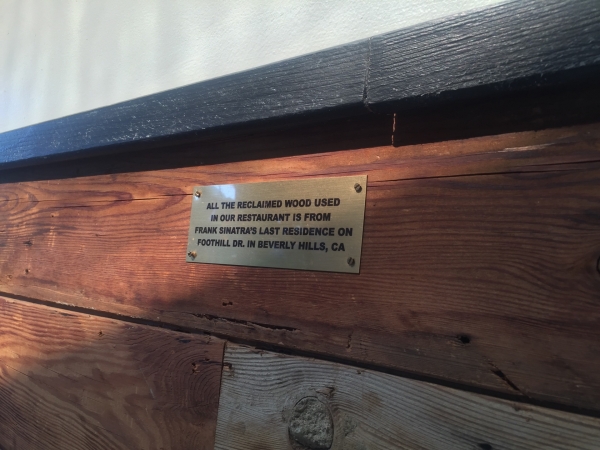 ALL THE RECLAIMED WOOD USED
IN OUR RESTAURANT IS FROM
FRANK SINATRA'S LAST RESIDENCE ON
FOOTHILL DR. IN BEVERLY HILLS, CA